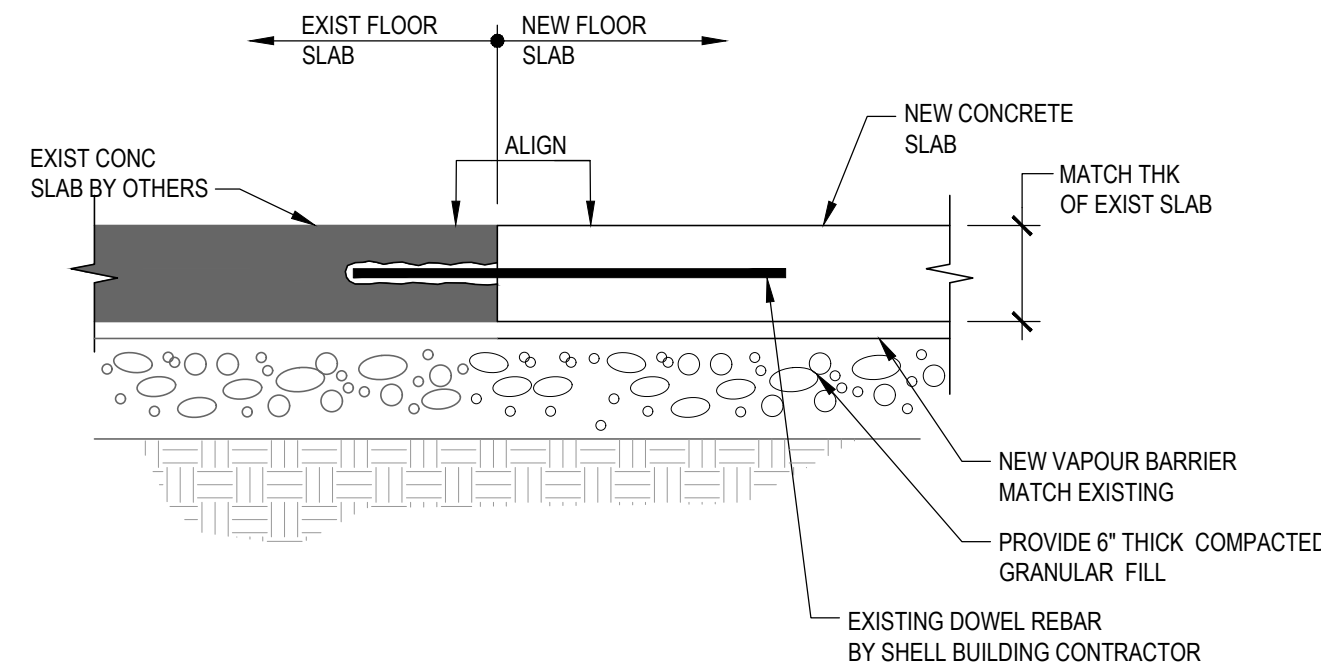 EXIST FLOOR
SLAB
NEW FLOOR
SLAB
NEW CONCRETE
SLAB
ALIGN
EXIST CONC
SLAB BY OTHERS
MATCH THK
OF EXIST SLAB
NEW VAPOUR BARRIER
MATCH EXISTING
PROVIDE 6" THICK COMPACTED
GRANULAR FILL
EXISTING DOWEL REBAR
BY SHELL BUILDING CONTRACTOR